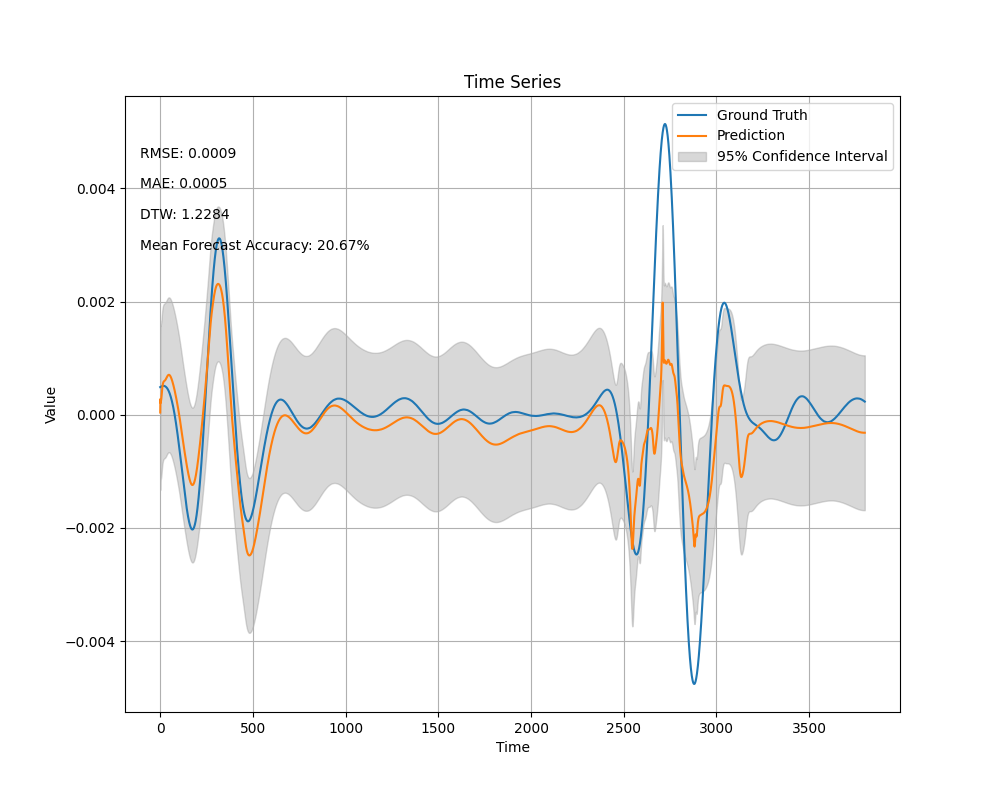 Time Series
Ground Truth
Prediction
95% Confidence Interval
RMSE: 0.0009
MAE: 0.0005
DTW: 1.2284
Mean Forecast Accuracy: 20.67%
0.004
0.002
0.000
−0.002
−0.004
Value
0 500 1000 1500 2000 2500 3000 3500
Time